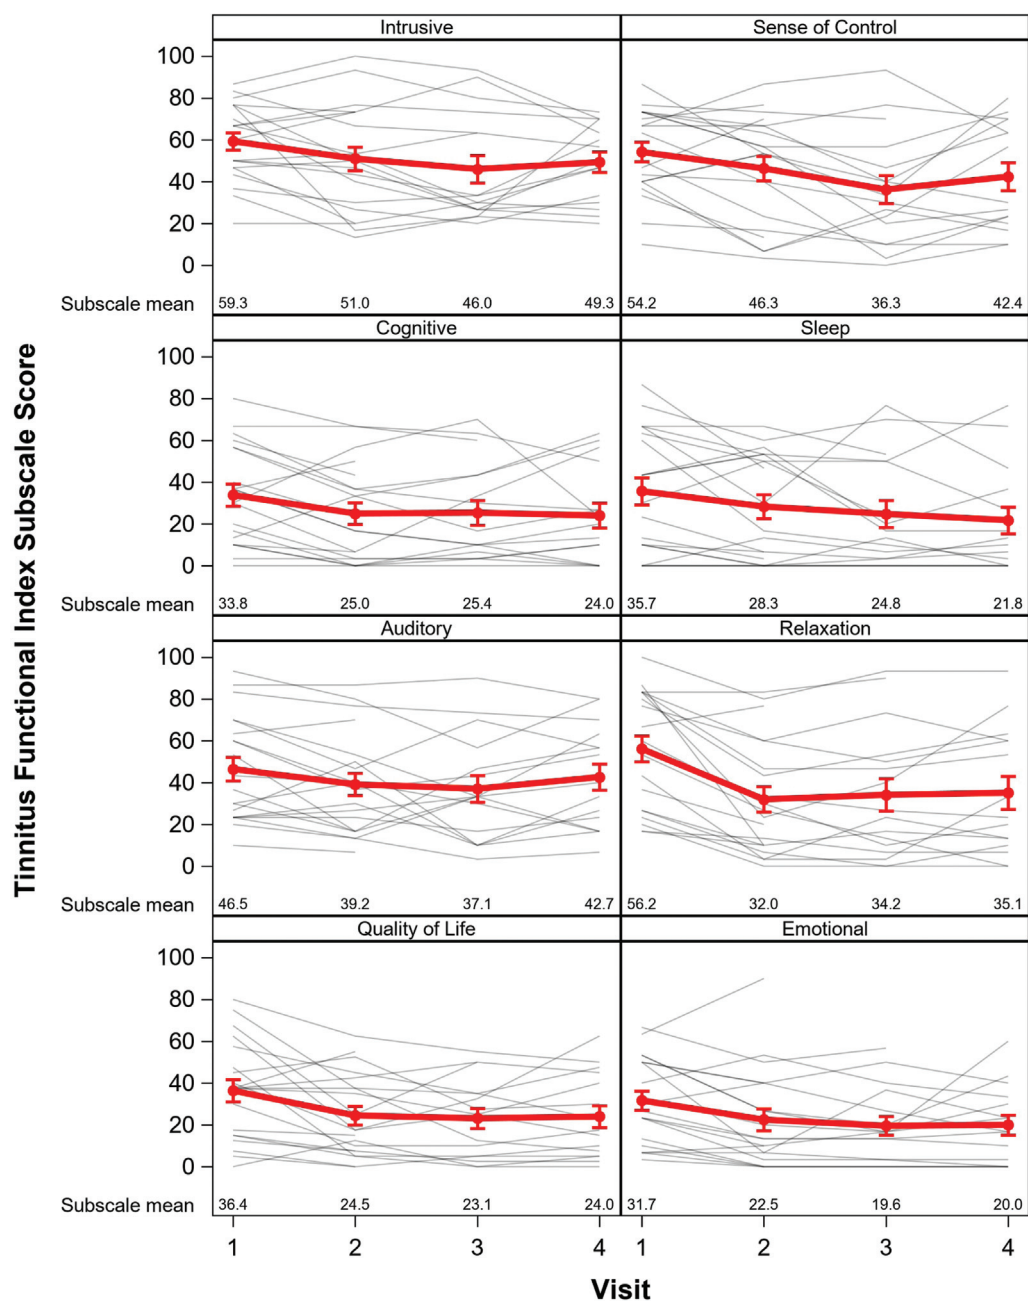 Tinnitus Functional Index Subscale Score
Intrusive
Sense of Control
100
80
60
40
20
0
Subscale mean
59.3 51.0 46.0 49.3
54.2 46.3 36.3 42.4
Cognitive
Sleep
100
80
60
40
20
0
Subscale mean
33.8 25.0 25.4 24.0
35.7 28.3 24.8 21.8
Auditory
Relaxation
100
80
60
40
20
0
Subscale mean
46.5 39.2 37.1 42.7
56.2 32.0 34.2 35.1
Quality of Life
Emotional
100
80
60
40
20
0
Subscale mean
36.4 24.5 23.1 24.0
31.7 22.5 19.6 20.0
1 2 3 4
1 2 3 4
Visit